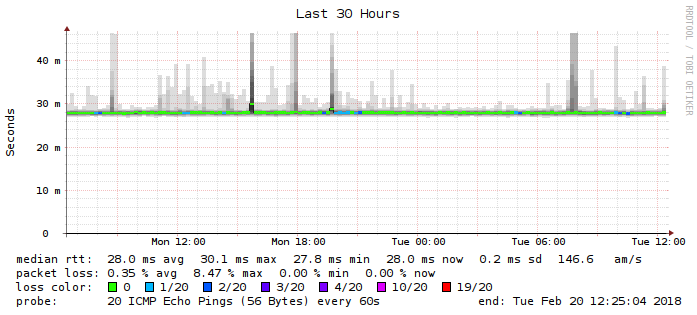 Last 30 Hours
RRDTOOL / TOBI OETIKER
Seconds
40 m
30 m
20 m
10 m
0
Mon 12:00 Mon 18:00 Tue 00:00 Tue 06:00 Tue 12:00
median rtt: 28.0 ms avg 30.1 ms max 27.8 ms min 28.0 ms now 0.2 ms sd 146.6 am/s
packet loss: 0.35 % avg 8.47 % max 0.00 % min 0.00 % now
loss color: 0 1/20 2/20 3/20 4/20 10/20 19/20
probe: 20 ICMP Echo Pings (56 Bytes) every 60s end: Tue Feb 20 12:25:04 2018